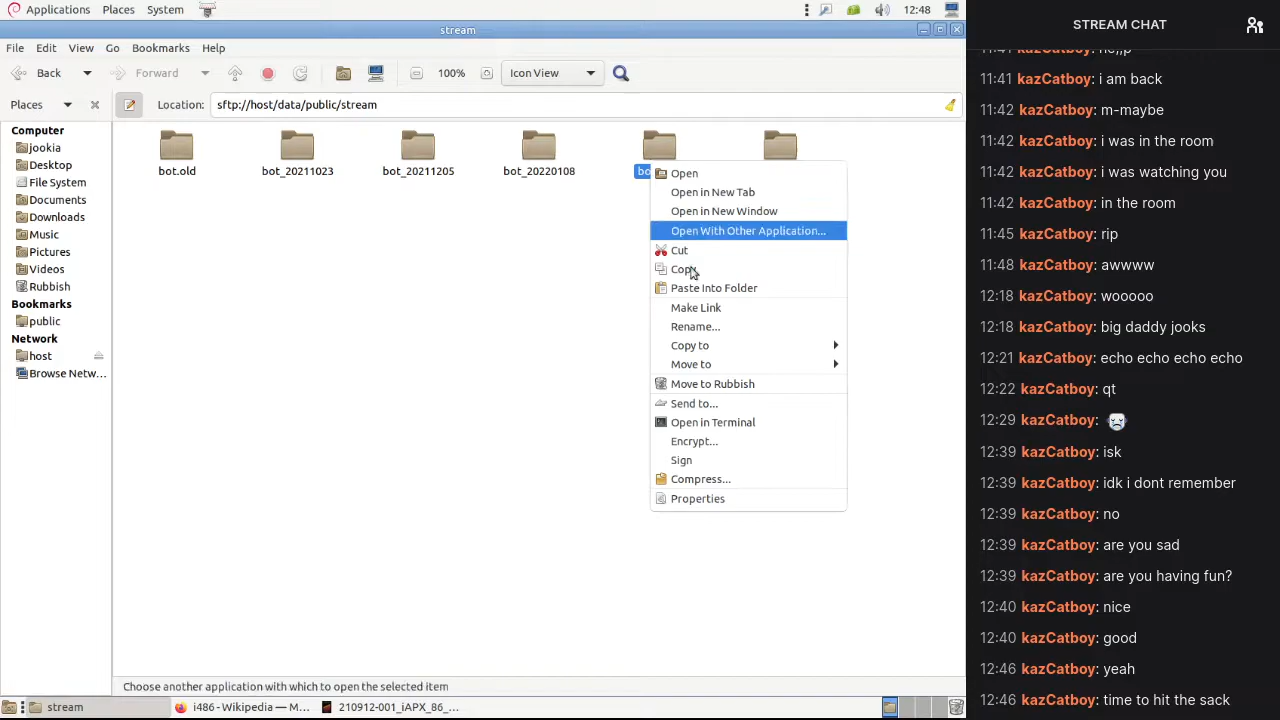 Applications Places System 12:48
stream
File Edit View Go Bookmarks Help
Back Forward 100% Icon View
Places Location: sftp://host/data/public/stream
Computer
jookia
Desktop
File System
Documents
Downloads
Music
Pictures
Videos
Rubbish
Bookmarks
public
Network
host
Browse Netw...
bot.old bot_20211023 bot_20211205 bot_20220108
Open
Open in New Tab
Open in New Window
Open With Other Application...
Cut
Copy
Paste Into Folder
Make Link
Rename...
Copy to
Move to
Move to Rubbish
Send to...
Open in Terminal
Encrypt...
Sign
Compress...
Properties
Choose another application with which to open the selected item
stream i486 - Wikipedia — M... 210912-001_iAPX_86_...
STREAM CHAT
11:41 kazCatboy: he,,p
11:41 kazCatboy: i am back
11:42 kazCatboy: m-maybe
11:42 kazCatboy: i was in the room
11:42 kazCatboy: i was watching you
11:42 kazCatboy: in the room
11:45 kazCatboy: rip
11:48 kazCatboy: awwww
12:18 kazCatboy: wooooo
12:18 kazCatboy: big daddy jooks
12:21 kazCatboy: echo echo echo echo
12:22 kazCatboy: qt
12:29 kazCatboy:
12:39 kazCatboy: isk
12:39 kazCatboy: idk i dont remember
12:39 kazCatboy: no
12:39 kazCatboy: are you sad
12:39 kazCatboy: are you having fun?
12:40 kazCatboy: nice
12:40 kazCatboy: good
12:46 kazCatboy: yeah
12:46 kazCatboy: time to hit the sack